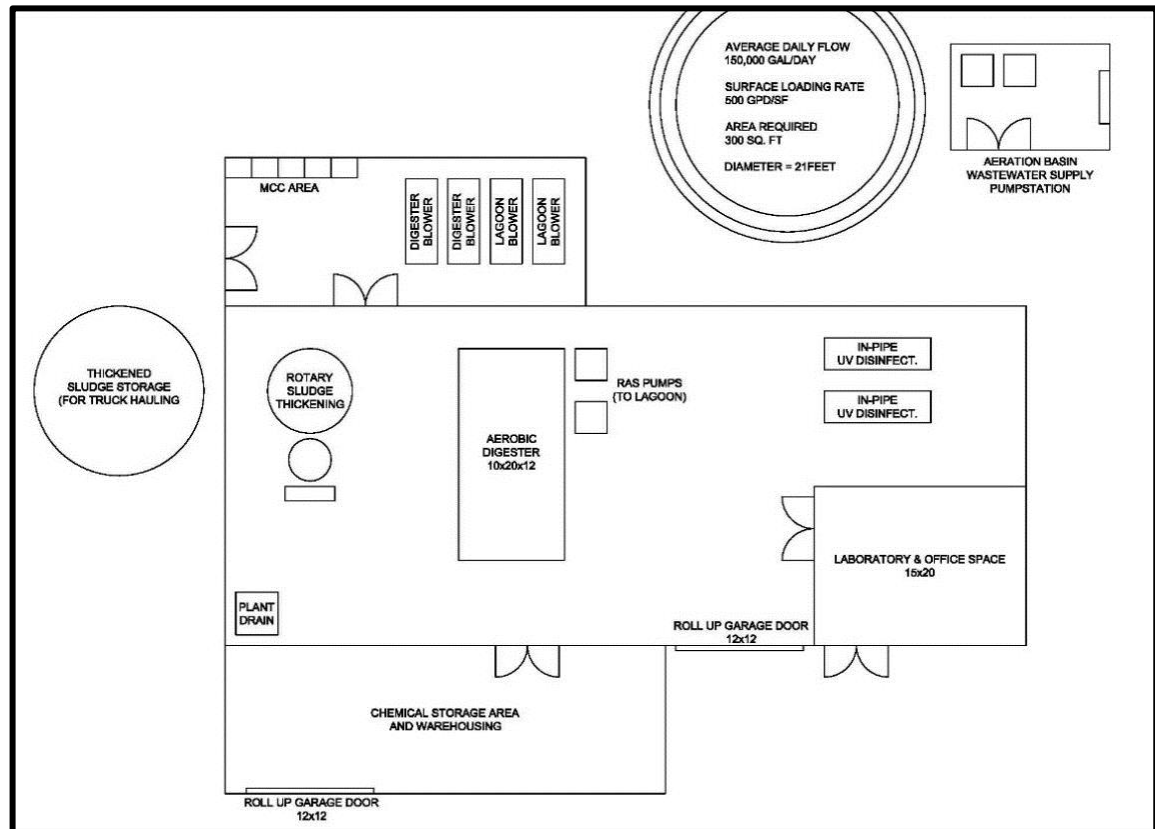 AVERAGE DAILY FLOW
150,000 GAL/DAY
SURFACE LOADING RATE
500 GPD/SF
AREA REQUIRED
300 SQ. FT
DIAMETER = 21FEET
AERATION BASIN
WASTEWATER SUPPLY
PUMPSTATION
MCC AREA
DIGESTER
BLOWER
DIGESTER
BLOWER
LAGOON
BLOWER
LAGOON
BLOWER
THICKENED
SLUDGE STORAGE
(FOR TRUCK HAULING
ROTARY
SLUDGE
THICKENING
AEROBIC
DIGESTER
10x20x12
RAS PUMPS
(TO LAGOON)
IN-PIPE
UV DISINFECT.
IN-PIPE
UV DISINFECT.
LABORATORY & OFFICE SPACE
15x20
PLANT
DRAIN
ROLL UP GARAGE DOOR
12x12
CHEMICAL STORAGE AREA
AND WAREHOUSING
ROLL UP GARAGE DOOR
12x12